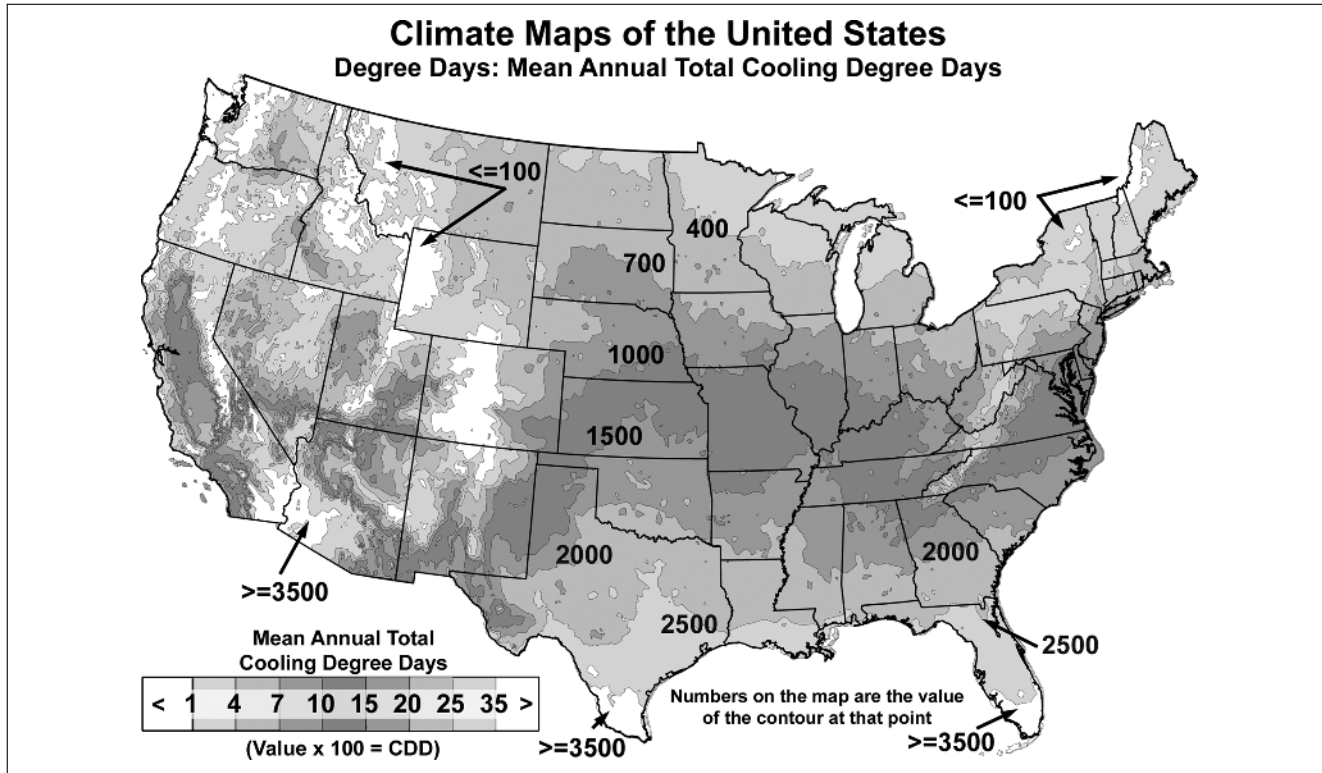 Climate Maps of the United States
Degree Days: Mean Annual Total Cooling Degree Days
<=100
<=100
400
700
1000
1500
2000
2000
>=3500
2500
2500
Mean Annual Total
Cooling Degree Days
< 1 4 7 10 15 20 25 35 >
(Value x 100 = CDD)
Numbers on the map are the value
of the contour at that point
>=3500
>=3500